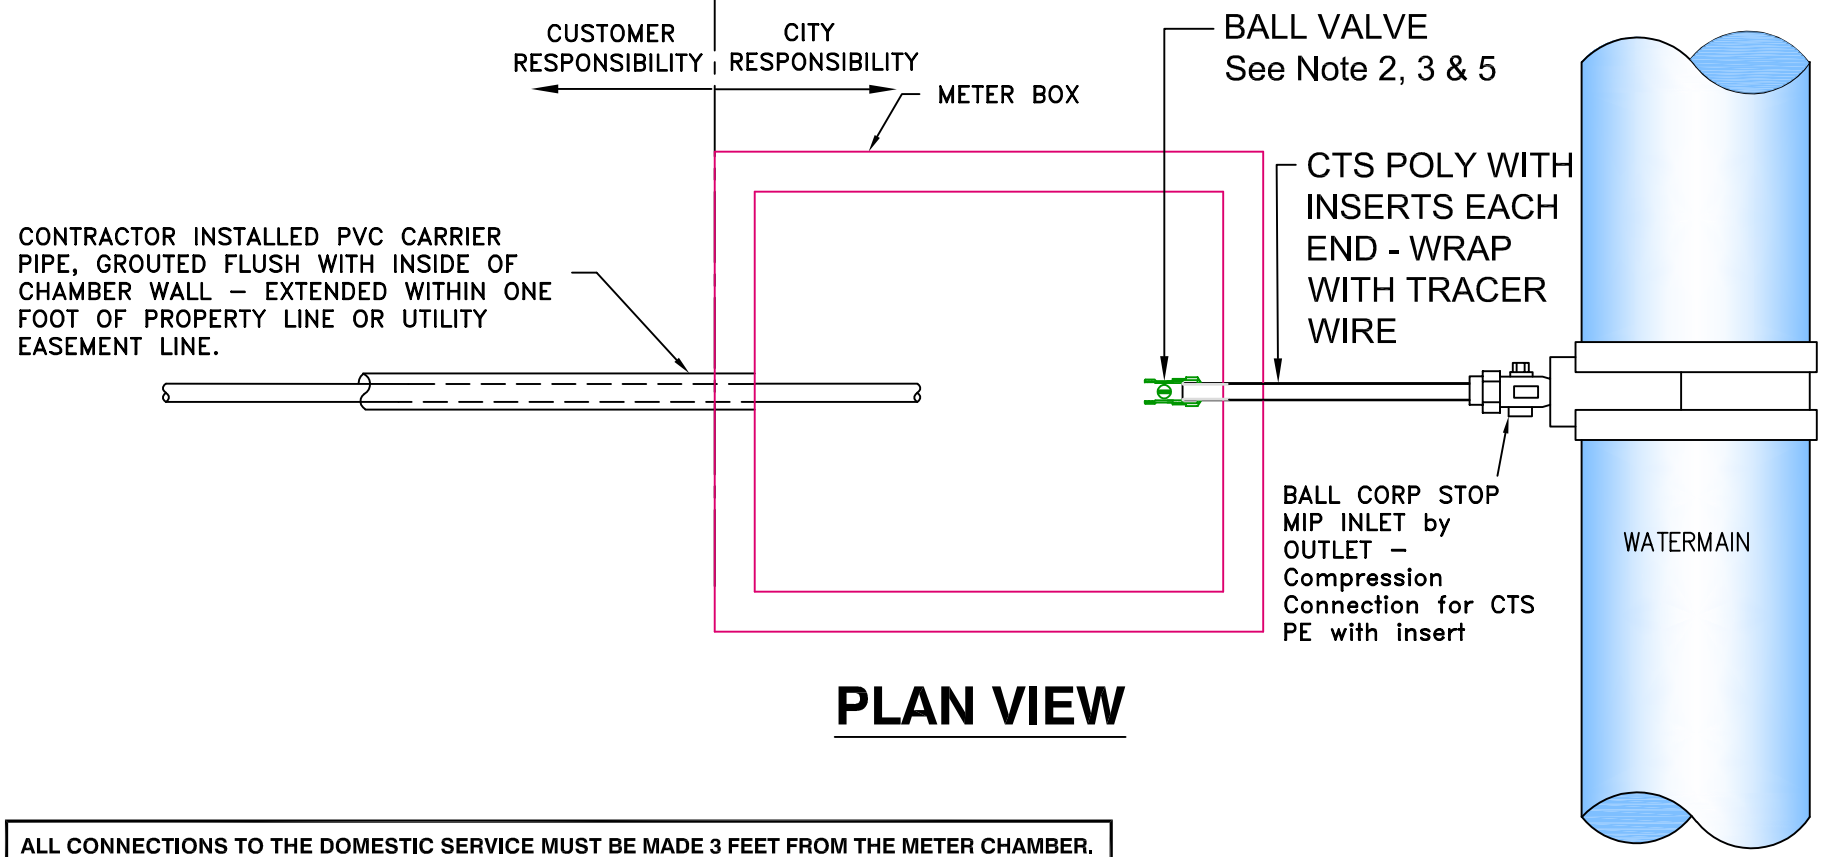 CUSTOMER
RESPONSIBILITY
CITY
RESPONSIBILITY
METER BOX
BALL VALVE
See Note 2, 3 & 5
CTS POLY WITH
INSERTS EACH
END - WRAP
WITH TRACER
WIRE
CONTRACTOR INSTALLED PVC CARRIER
PIPE, GROUTED FLUSH WITH INSIDE OF
CHAMBER WALL – EXTENDED WITHIN ONE
FOOT OF PROPERTY LINE OR UTILITY
EASEMENT LINE.
BALL CORP STOP
MIP INLET by
OUTLET –
Compression
Connection for CTS
PE with insert
WATERMAIN
PLAN VIEW
ALL CONNECTIONS TO THE DOMESTIC SERVICE MUST BE MADE 3 FEET FROM THE METER CHAMBER.